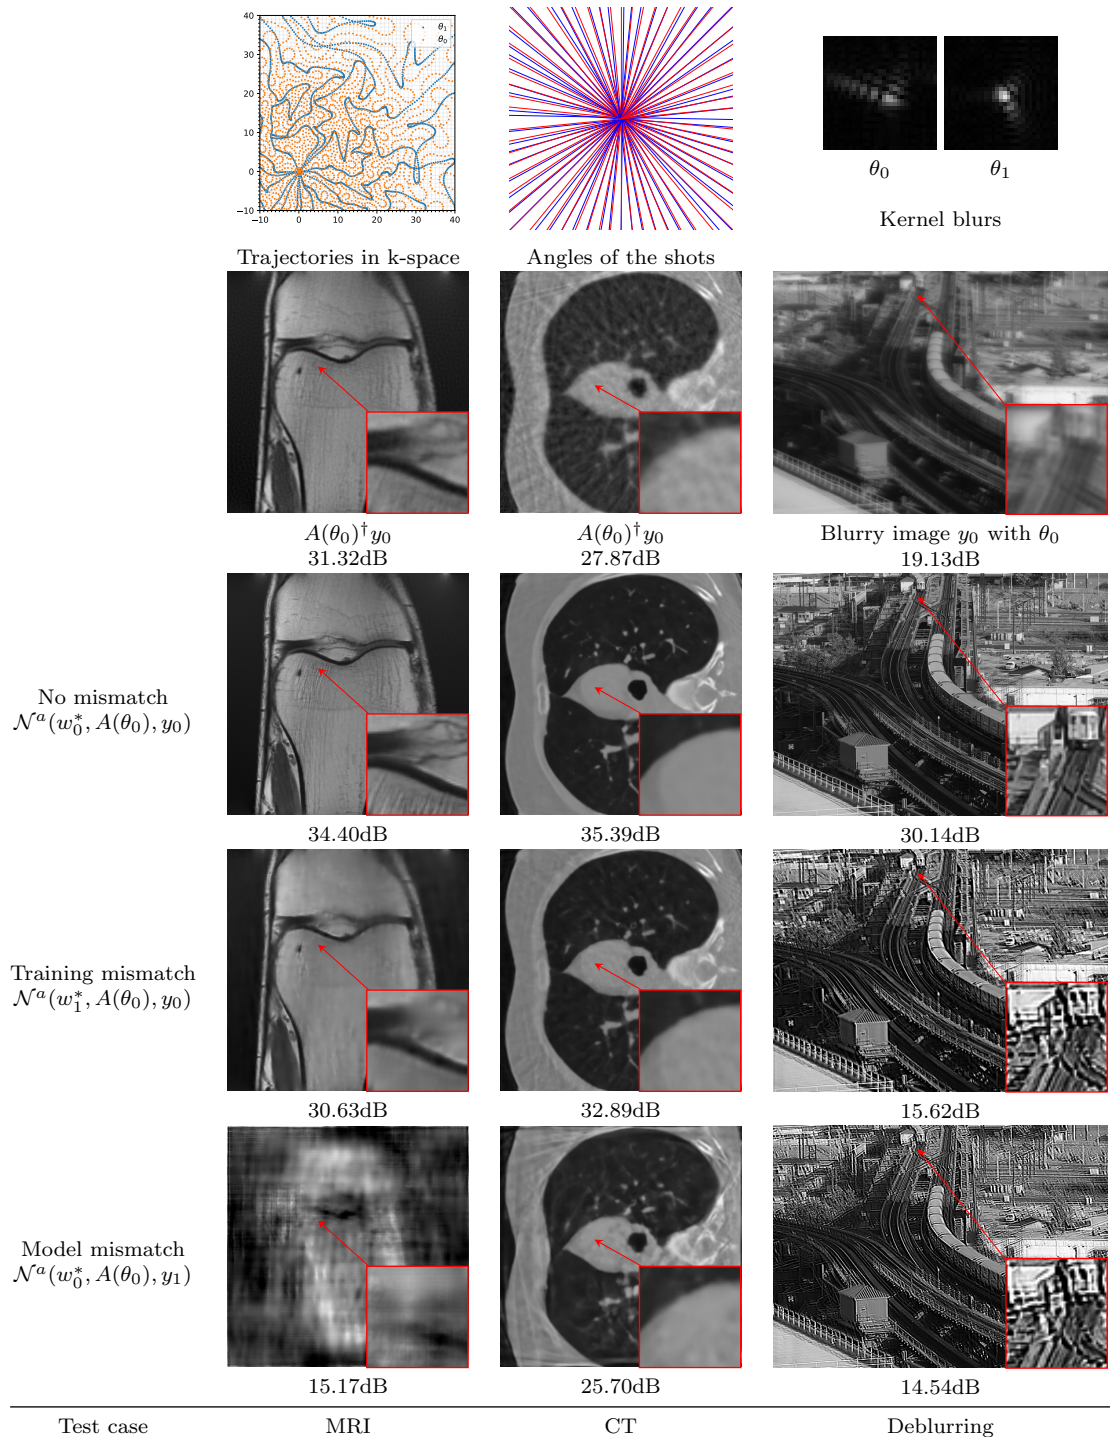 40
30
20
10
0
−10
−10 0 10 20 30 40
θ₁
θ₀
θ₀ θ₁
Kernel blurs
Trajectories in k-space Angles of the shots
A(θ₀)†y₀ A(θ₀)†y₀ Blurry image y₀ with θ₀
31.32dB 27.87dB 19.13dB
No mismatch
𝒩ᵃ(w₀*, A(θ₀), y₀)
34.40dB 35.39dB 30.14dB
Training mismatch
𝒩ᵃ(w₁*, A(θ₀), y₀)
30.63dB 32.89dB 15.62dB
Model mismatch
𝒩ᵃ(w₀*, A(θ₀), y₁)
15.17dB 25.70dB 14.54dB
Test case MRI CT Deblurring